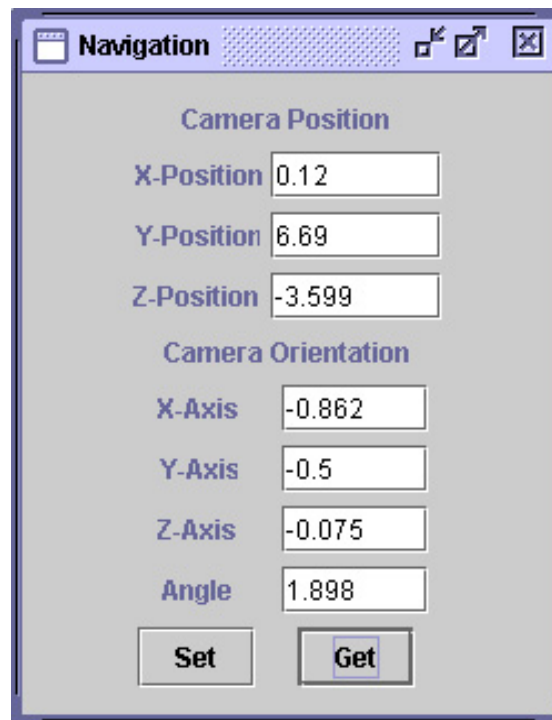 Navigation
Camera Position
X-Position 0.12
Y-Position 6.69
Z-Position -3.599
Camera Orientation
X-Axis -0.862
Y-Axis -0.5
Z-Axis -0.075
Angle 1.898
Set Get